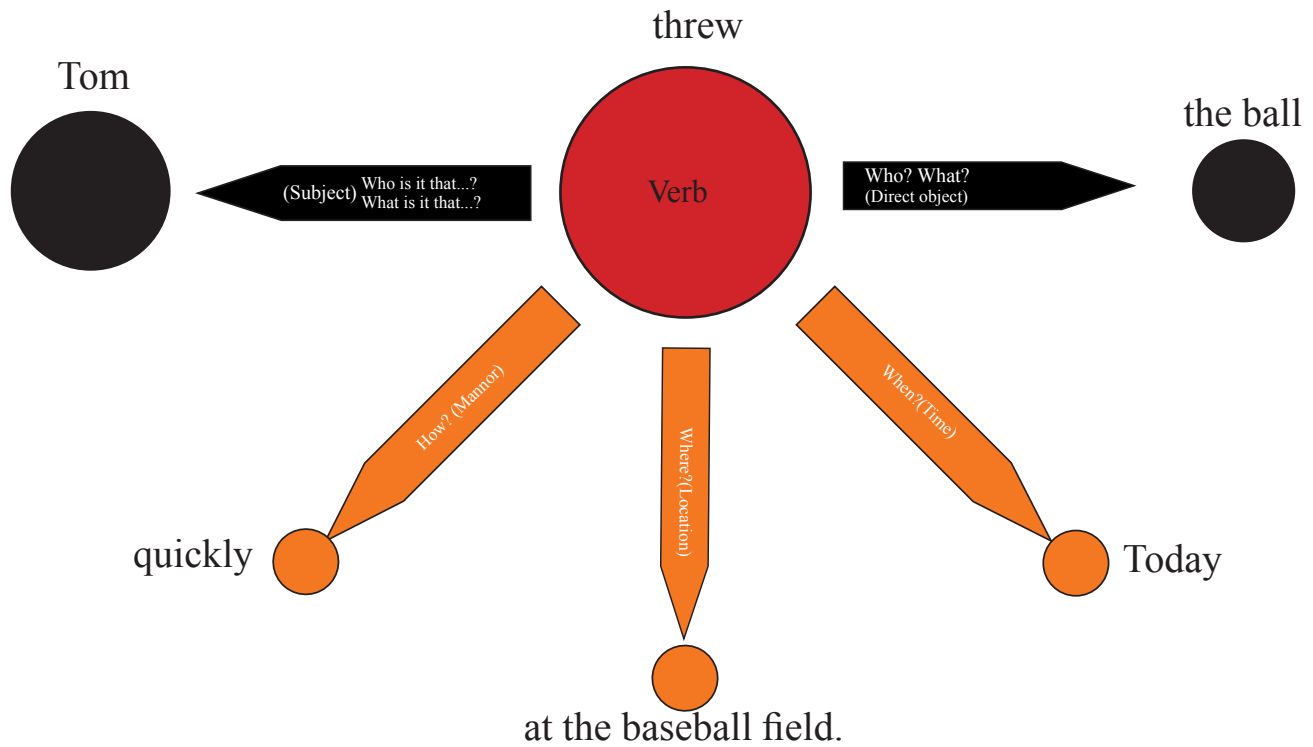 threw
Tom
the ball
(Subject)
Who is it that...?
What is it that...?
Verb
Who? What?
(Direct object)
How? (Mannor)
Where?(Location)
When?(Time)
quickly
Today
at the baseball field.